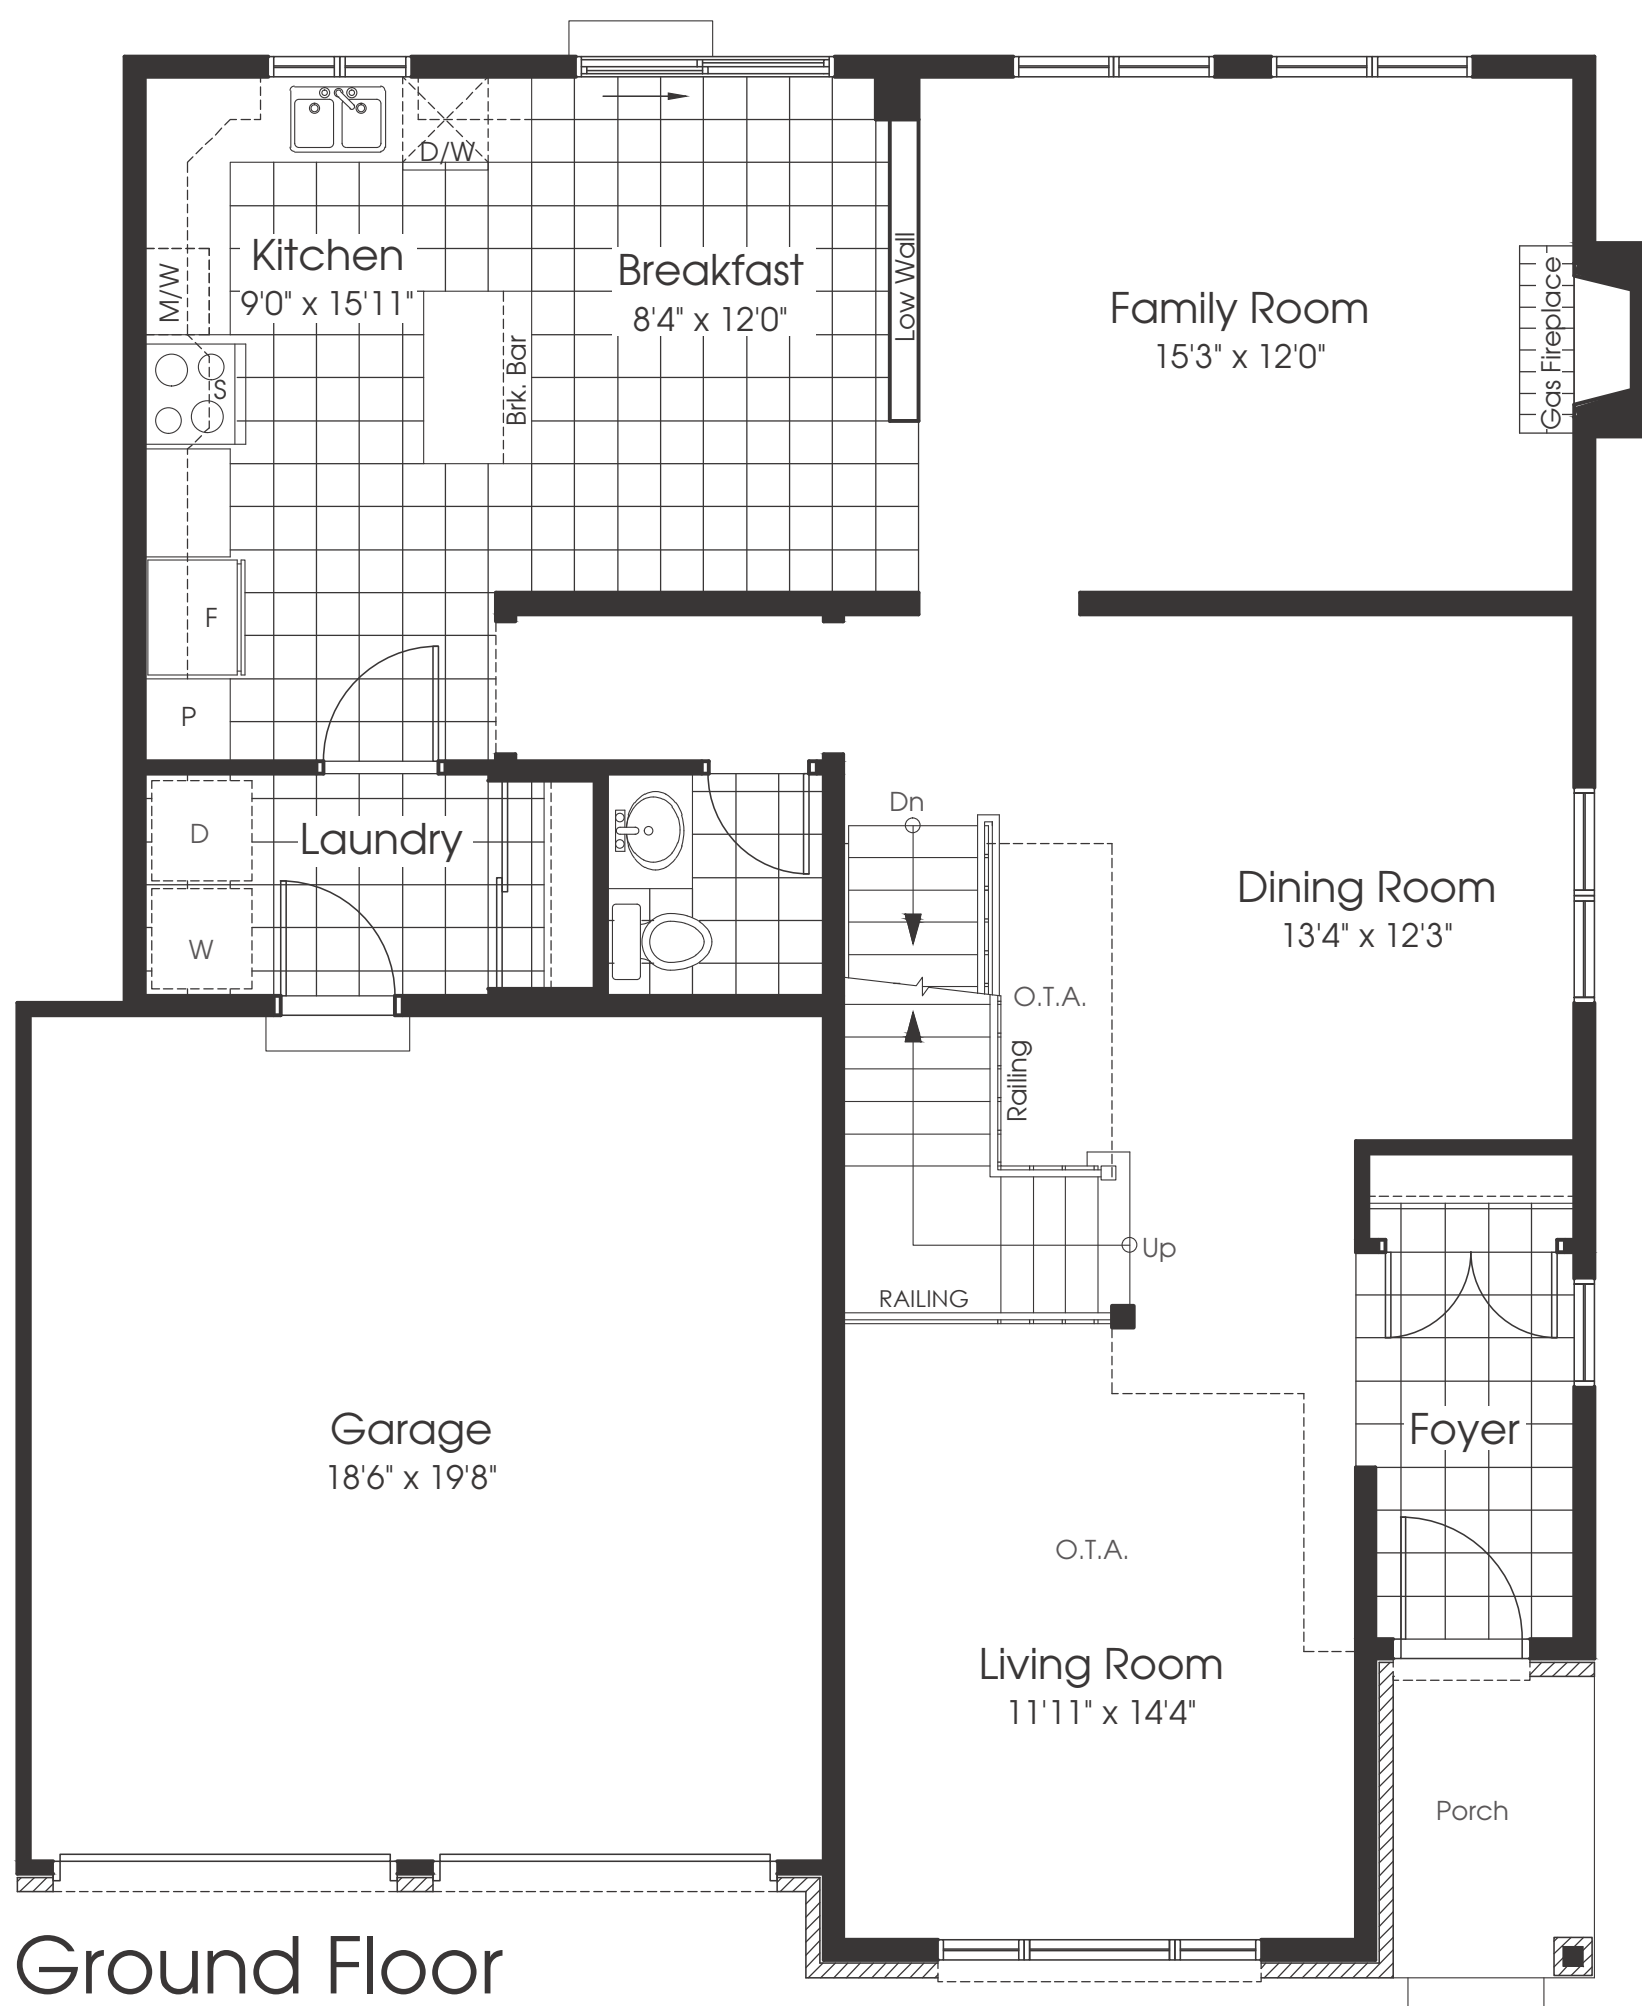 D/W
Kitchen
9'0" x 15'11"
M/W
Breakfast
8'4" x 12'0"
Low Wall
Family Room
15'3" x 12'0"
Gas Fireplace
S
Brk. Bar
F
P
D
Laundry
W
Dn
Dining Room
13'4" x 12'3"
O.T.A.
Railing
Up
RAILING
Garage
18'6" x 19'8"
Foyer
O.T.A.
Living Room
11'11" x 14'4"
Porch
Ground Floor